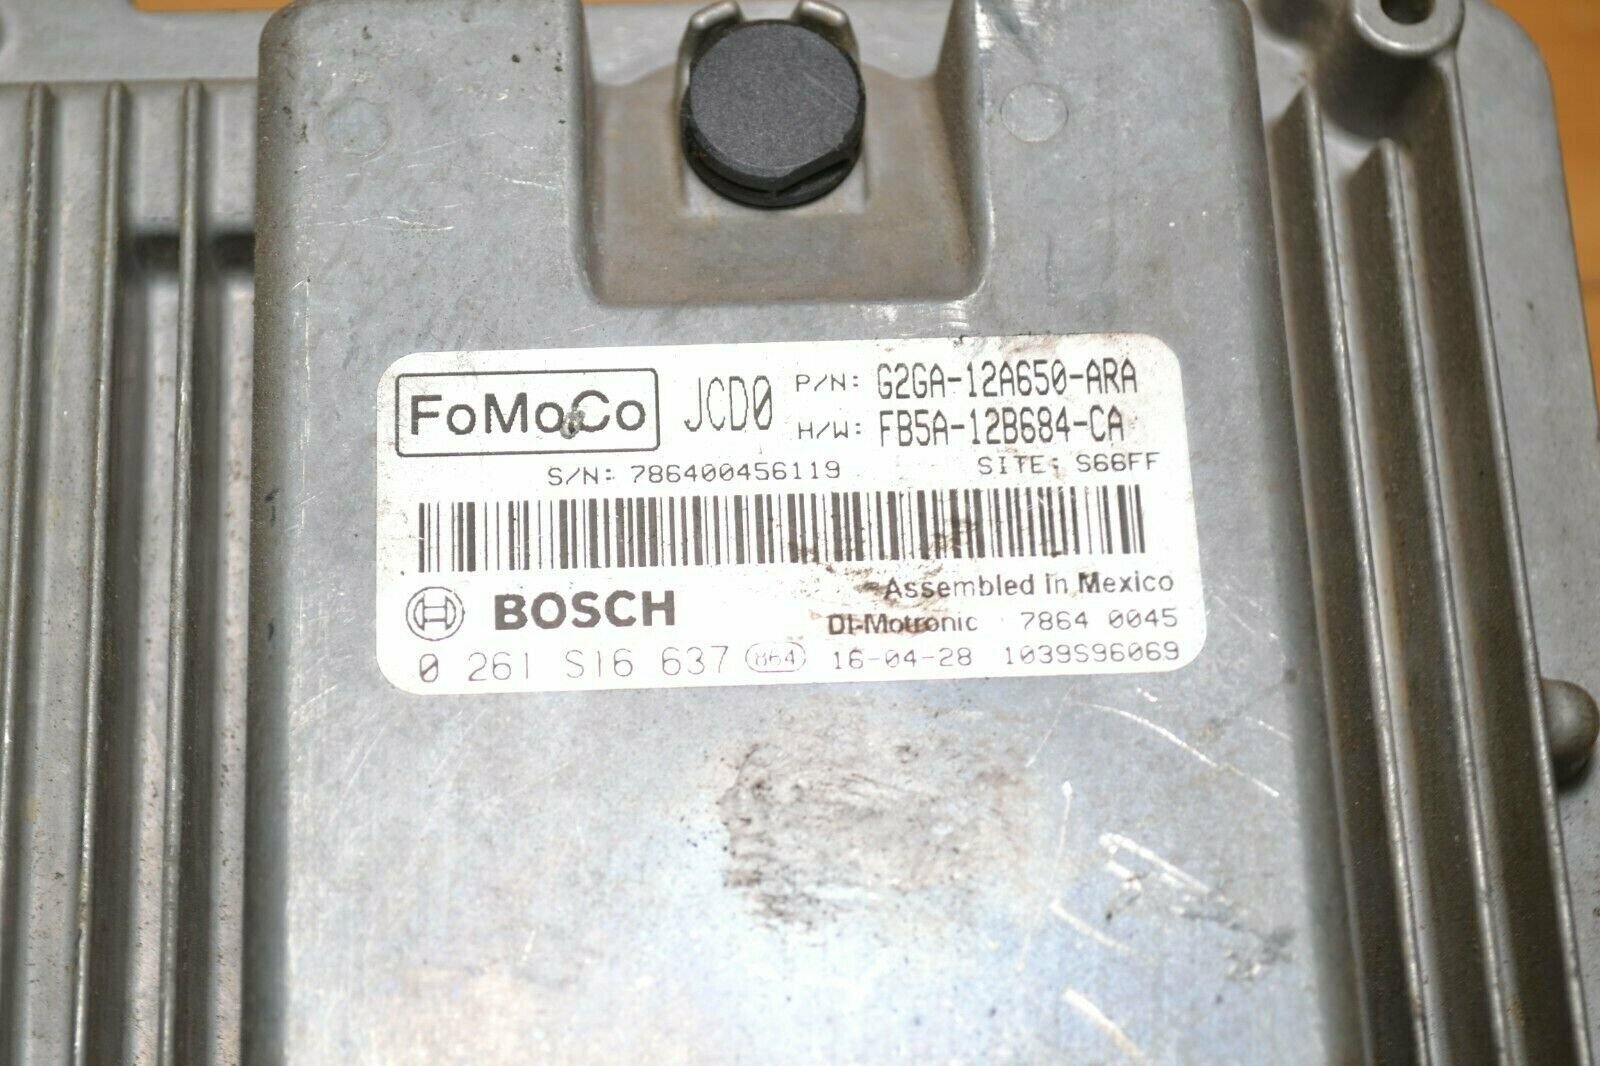 FoMoCo JCD0 P/N: G2GA-12A650-ARA
H/W: FB5A-12B684-CA
S/N: 786400456119 SITE: S66FF
BOSCH Assembled in Mexico
DI-Motronic 7864 0045
0 261 S16 637 864 16-04-28 1039S96069